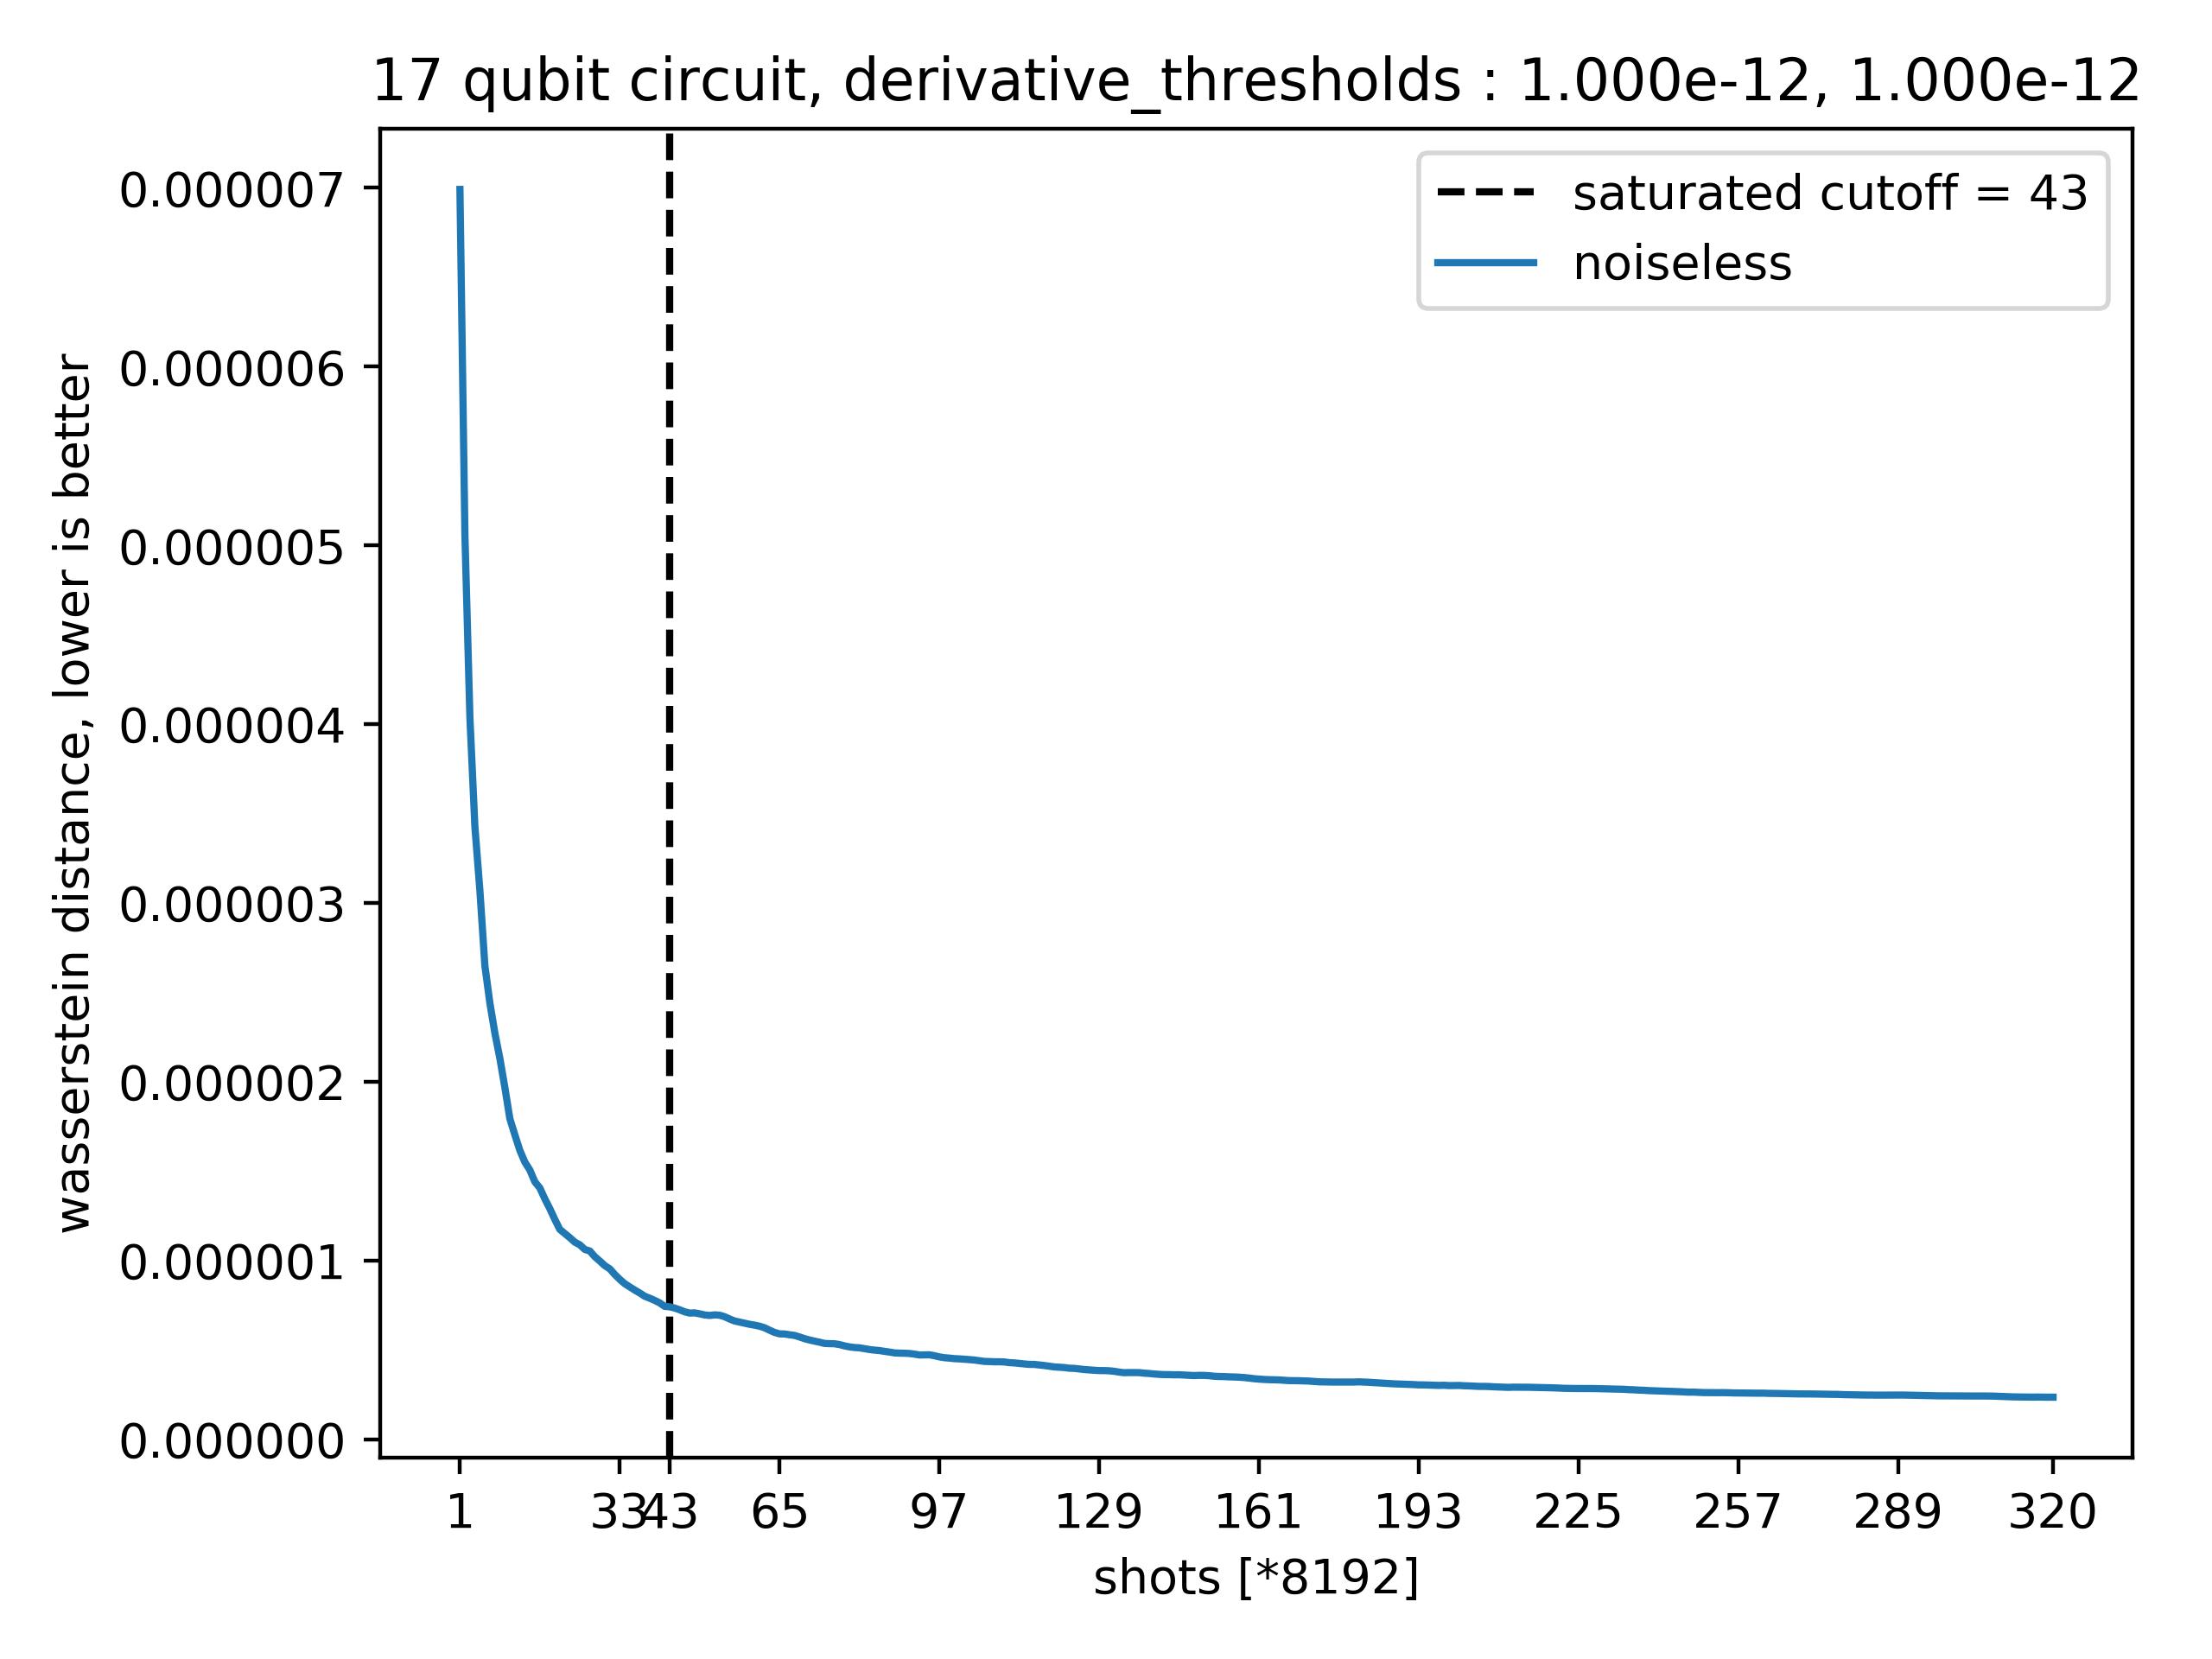 17 qubit circuit, derivative_thresholds : 1.000e-12, 1.000e-12
saturated cutoff = 43
noiseless
wasserstein distance, lower is better
0.000007
0.000006
0.000005
0.000004
0.000003
0.000002
0.000001
0.000000
1 33 43 65 97 129 161 193 225 257 289 320
shots [*8192]